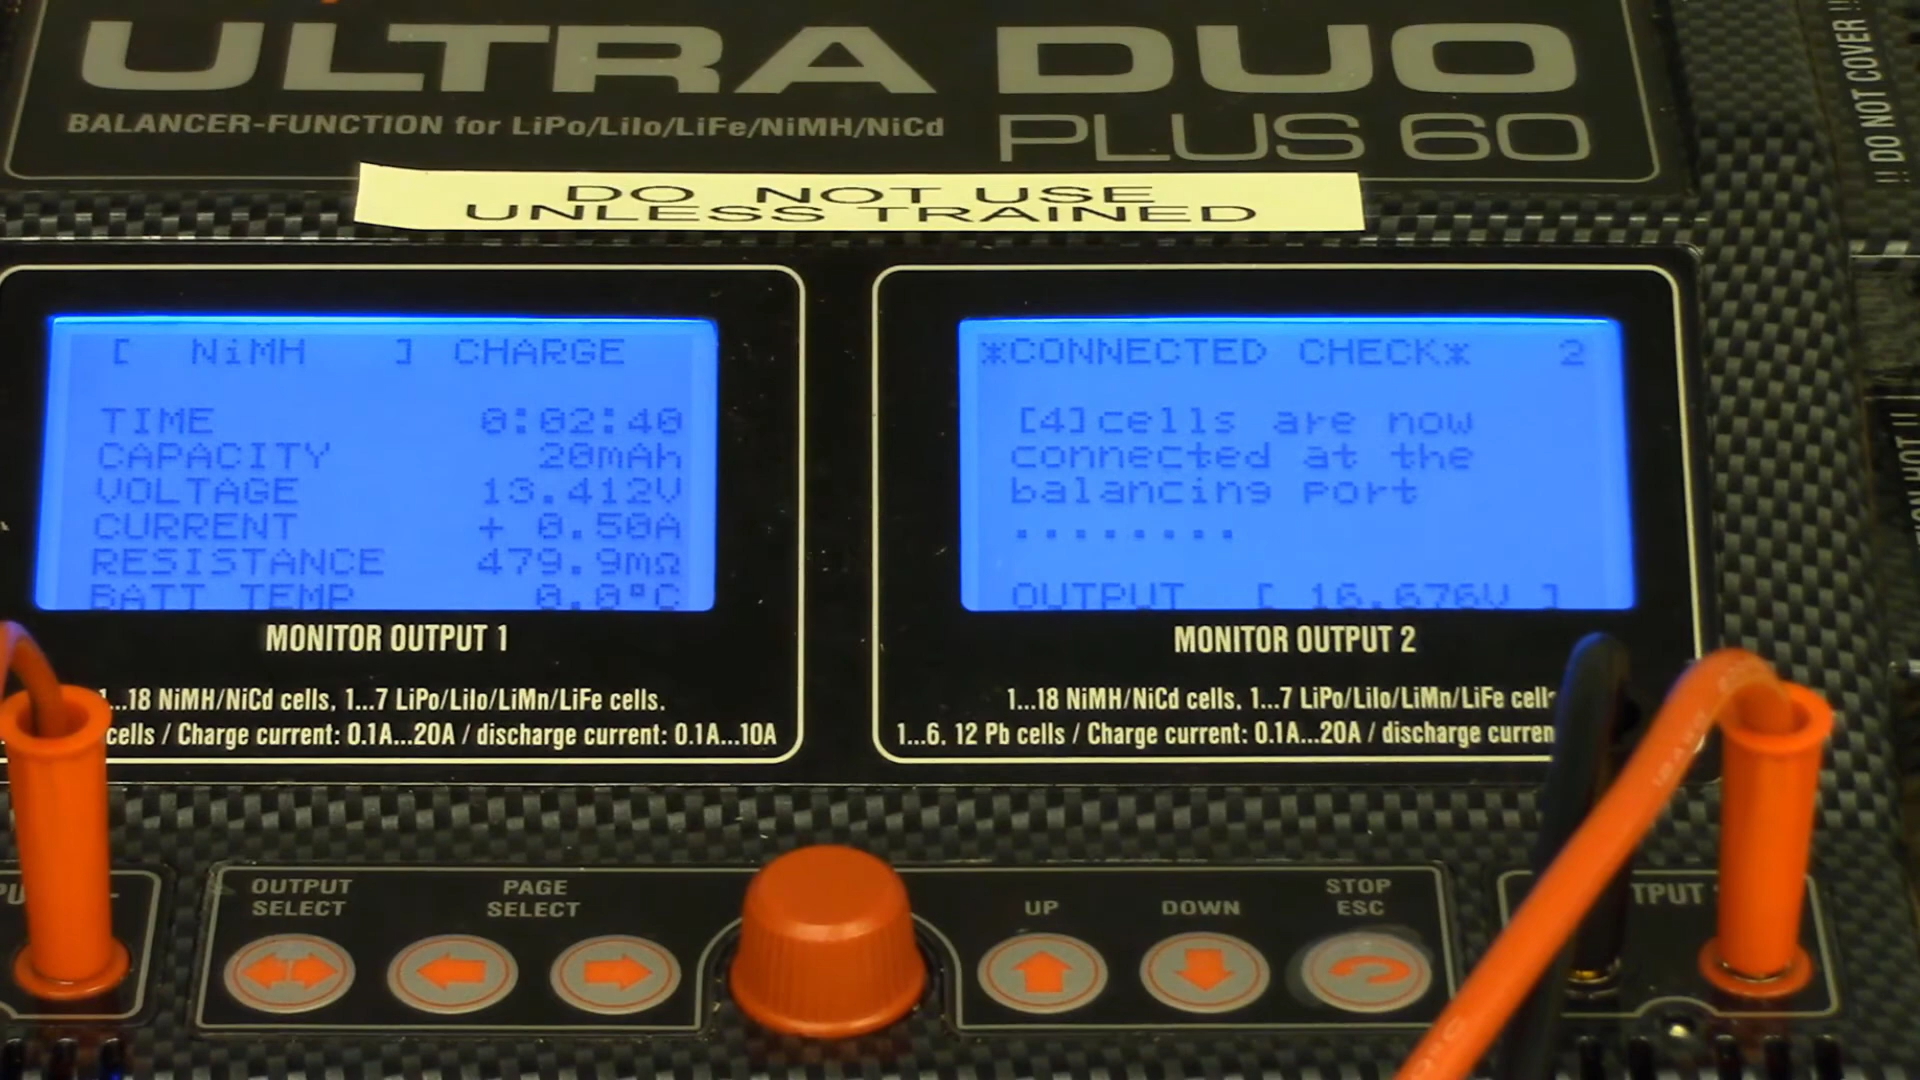 ULTRA DUO
BALANCER-FUNCTION for LiPo/LiIo/LiFe/NiMH/NiCd
PLUS 60
DO NOT USE
UNLESS TRAINED
!! DO NOT COVER !!
[ NiMH ] CHARGE
TIME 0:02:40
CAPACITY 20mAh
VOLTAGE 13.412V
CURRENT + 0.50A
RESISTANCE 479.9mΩ
BATT TEMP 0.0°C
MONITOR OUTPUT 1
1...18 NiMH/NiCd cells, 1...7 LiPo/LiIo/LiMn/LiFe cells.
cells / Charge current: 0.1A...20A / discharge current: 0.1A...10A
*CONNECTED CHECK* 2
[4]cells are now
connected at the
balancing port
........
OUTPUT [ 16.676V ]
MONITOR OUTPUT 2
1...18 NiMH/NiCd cells, 1...7 LiPo/LiIo/LiMn/LiFe cells
1...6, 12 Pb cells / Charge current: 0.1A...20A / discharge curren
OUTPUT
SELECT
PAGE
SELECT
UP
DOWN
STOP
ESC
TPUT